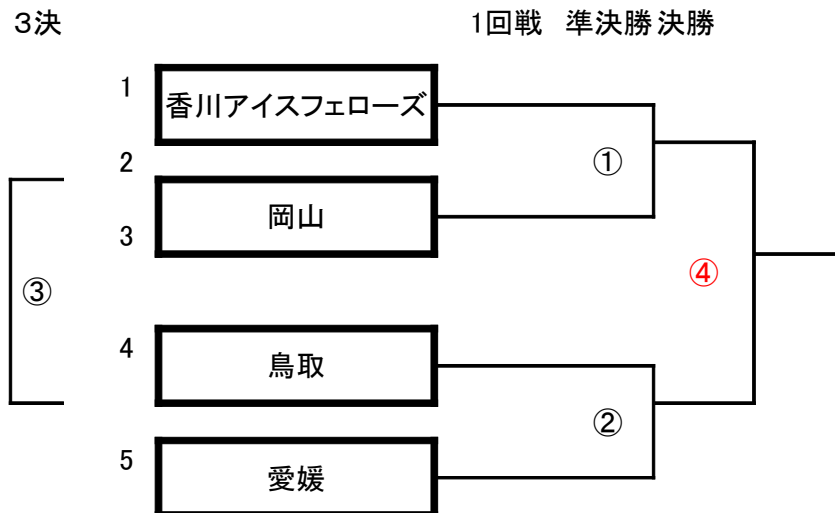 3決 1回戦 準決勝 決勝
1 香川アイスフェローズ
2 ①
3 岡山
④
③
4 鳥取
②
5 愛媛